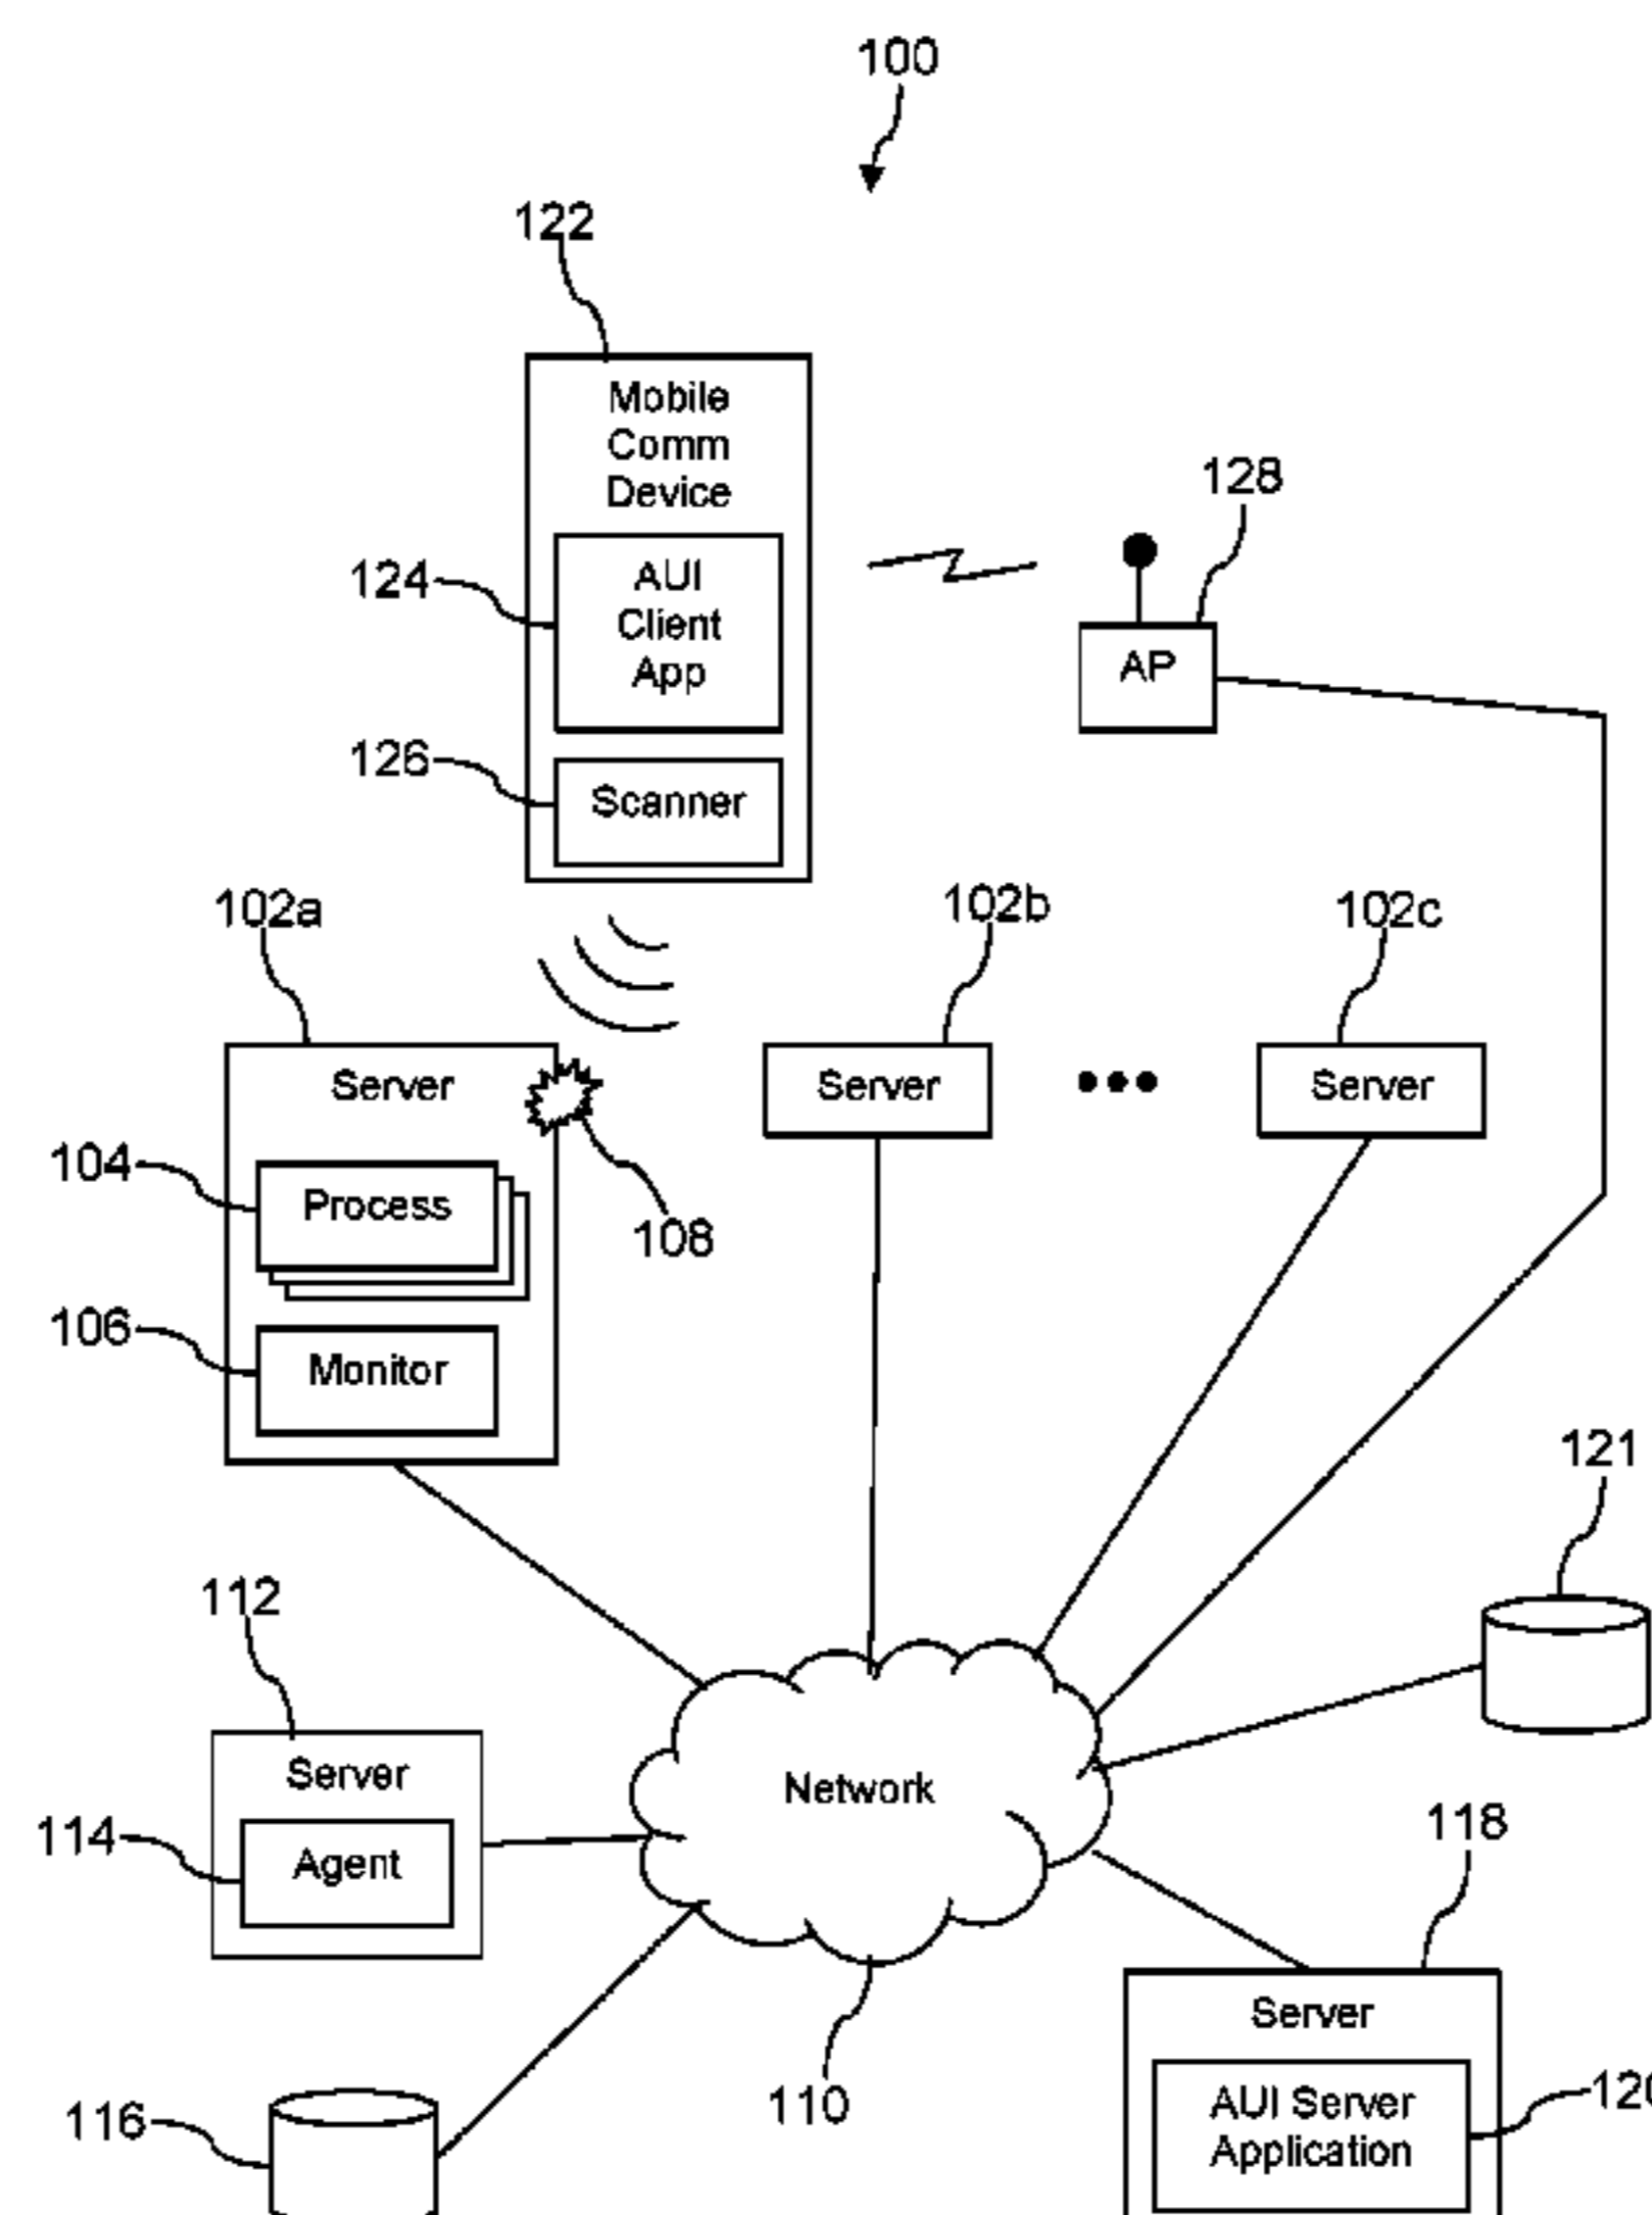 100
122
Mobile
Comm
Device
128
124
AUI
Client
App
AP
126
Scanner
102a
102b
102c
Server
Server
Server
104
Process
108
106
Monitor
121
112
Server
Network
118
114
Agent
Server
110
116
AUI Server
Application